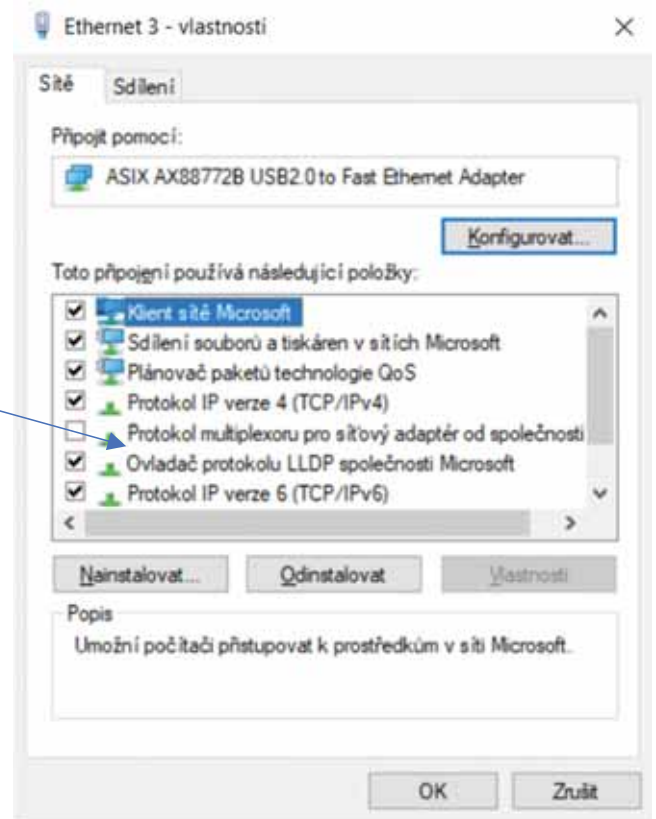 Ethernet 3 - vlastnosti
Sítě
Sdílení
Připojit pomocí:
ASIX AX88772B USB2.0 to Fast Ethernet Adapter
Konfigurovat...
Toto připojení používá následující položky:
Klient sítě Microsoft
Sdílení souborů a tiskáren v sítích Microsoft
Plánovač paketů technologie QoS
Protokol IP verze 4 (TCP/IPv4)
Protokol multiplexoru pro síťový adaptér od společnosti
Ovladač protokolu LLDP společnosti Microsoft
Protokol IP verze 6 (TCP/IPv6)
Nainstalovat...
Odinstalovat
Vlastnosti
Popis
Umožní počítači přistupovat k prostředkům v síti Microsoft.
OK
Zrušit